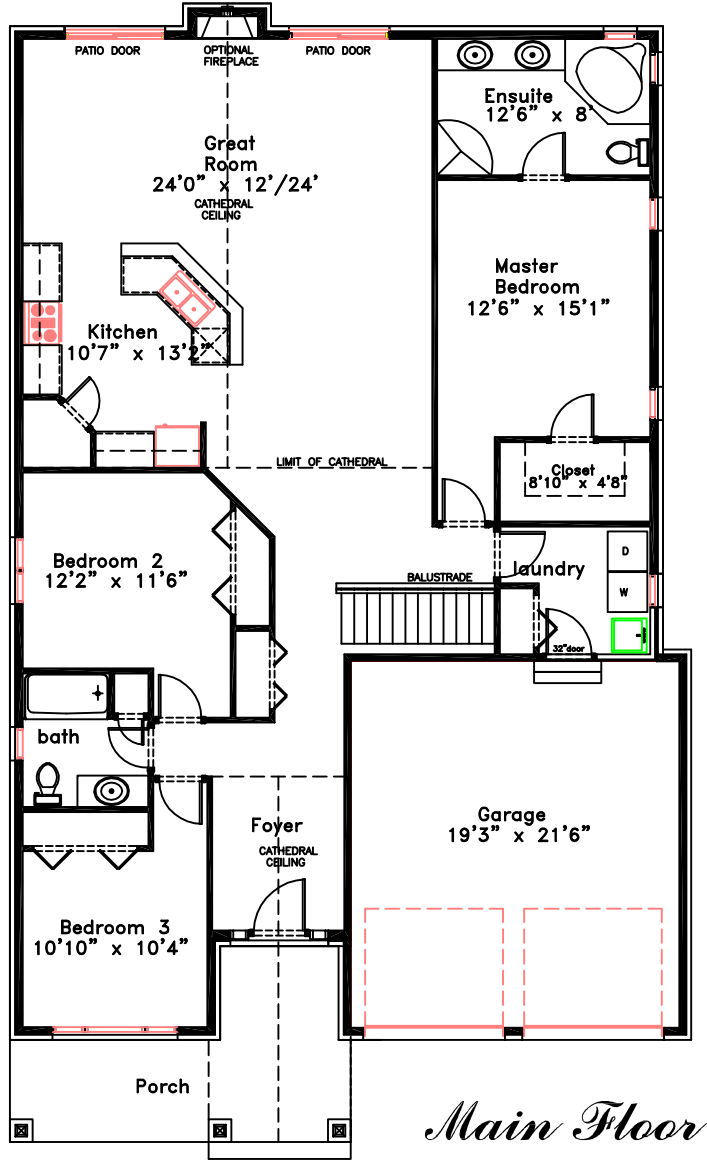 PATIO DOOR
OPTIONAL
FIREPLACE
PATIO DOOR
Ensuite
12'6" x 8'
Great
Room
24'0" x 12'/24'
CATHEDRAL
CEILING
Master
Bedroom
12'6" x 15'1"
Kitchen
10'7" x 13'2"
LIMIT OF CATHEDRAL
Closet
8'10" x 4'8"
Bedroom 2
12'2" x 11'6"
BALUSTRADE
laundry
D
W
32"door
bath
Foyer
CATHEDRAL
CEILING
Garage
19'3" x 21'6"
Bedroom 3
10'10" x 10'4"
Porch
Main Floor